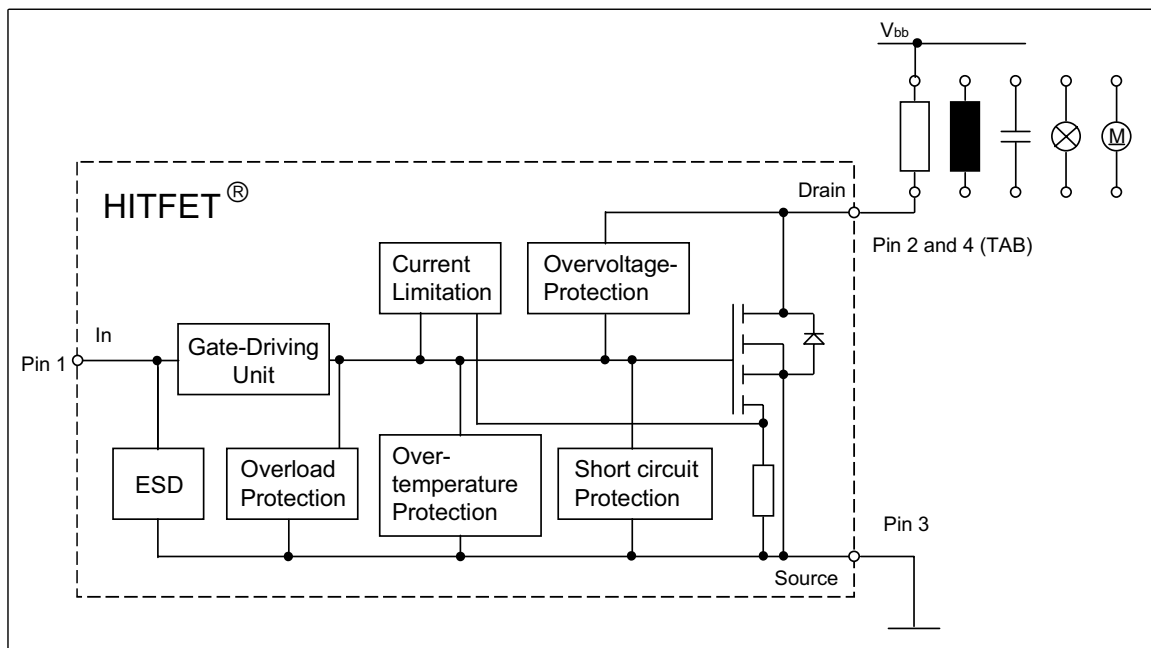 Vbb
HITFET ®
Drain
Pin 2 and 4 (TAB)
Current
Limitation
Overvoltage-
Protection
In
Pin 1
Gate-Driving
Unit
M
ESD
Overload
Protection
Over-
temperature
Protection
Short circuit
Protection
Pin 3
Source